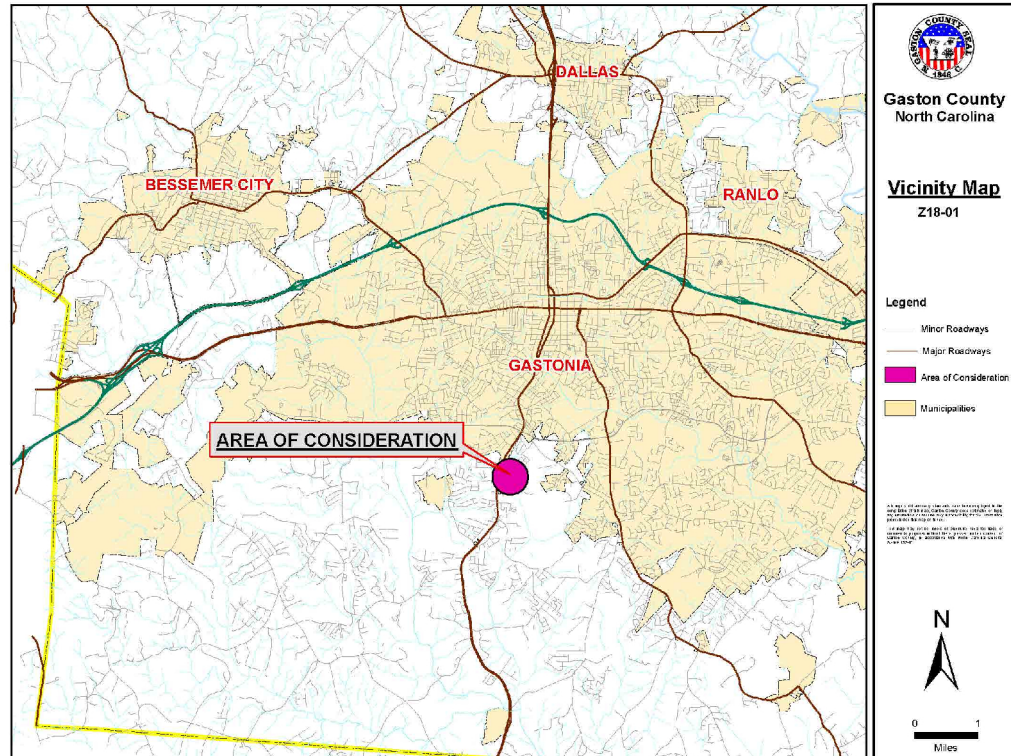 DALLAS
BESSEMER CITY
RANLO
GASTONIA
AREA OF CONSIDERATION
GASTON COUNTY SEAL
N C
1846
Gaston County
North Carolina
Vicinity Map
Z18-01
Legend
Minor Roadways
Major Roadways
Area of Consideration
Municipalities
N
0 1
Miles